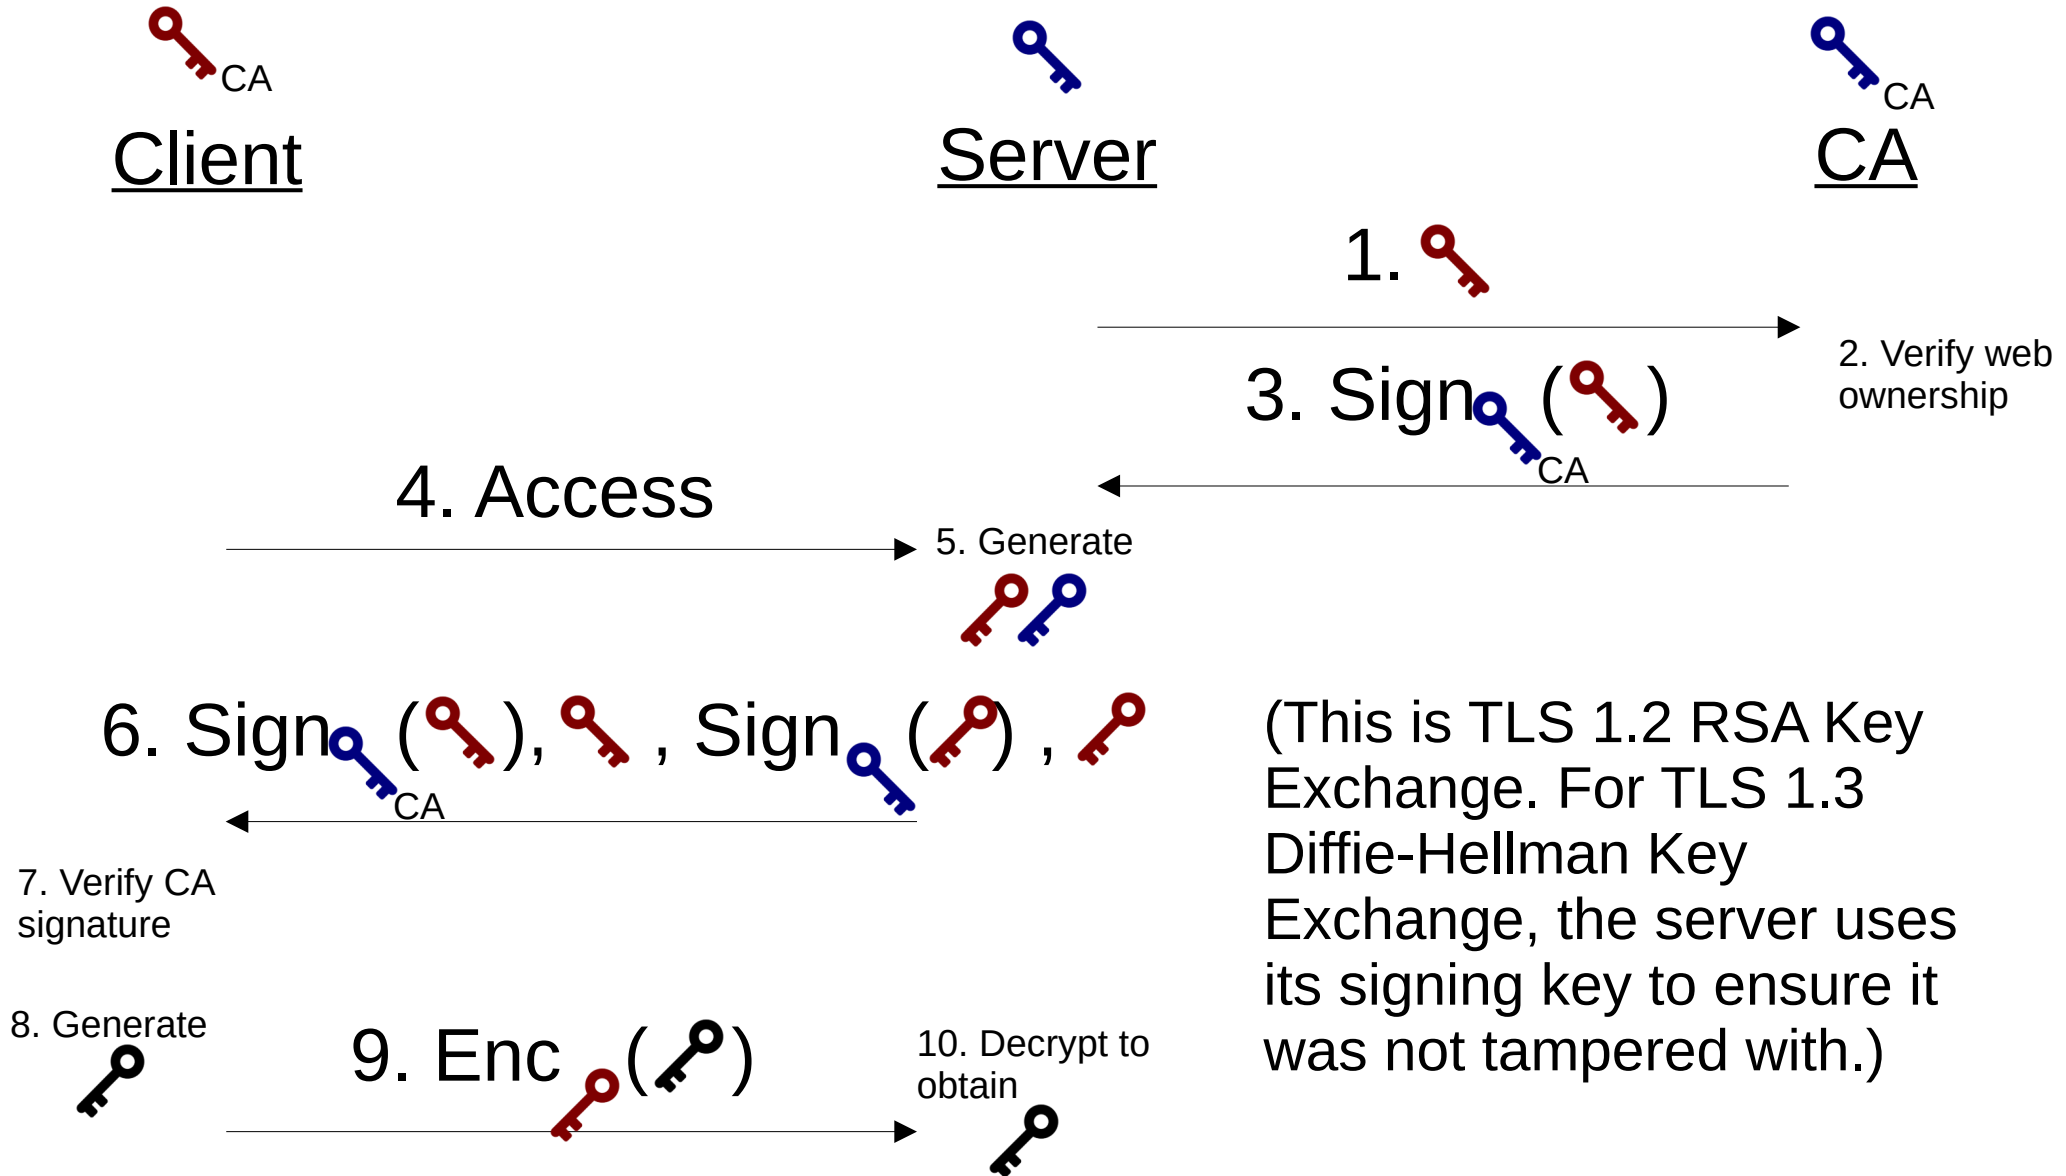 CA
CA
Client
Server
CA
1.
2. Verify web
ownership
3. Sign ( )
CA
4. Access
5. Generate
6. Sign ( ), , Sign ( ) ,
CA
(This is TLS 1.2 RSA Key
Exchange. For TLS 1.3
Diffie-Hellman Key
Exchange, the server uses
its signing key to ensure it
was not tampered with.)
7. Verify CA
signature
8. Generate
9. Enc ( )
10. Decrypt to
obtain